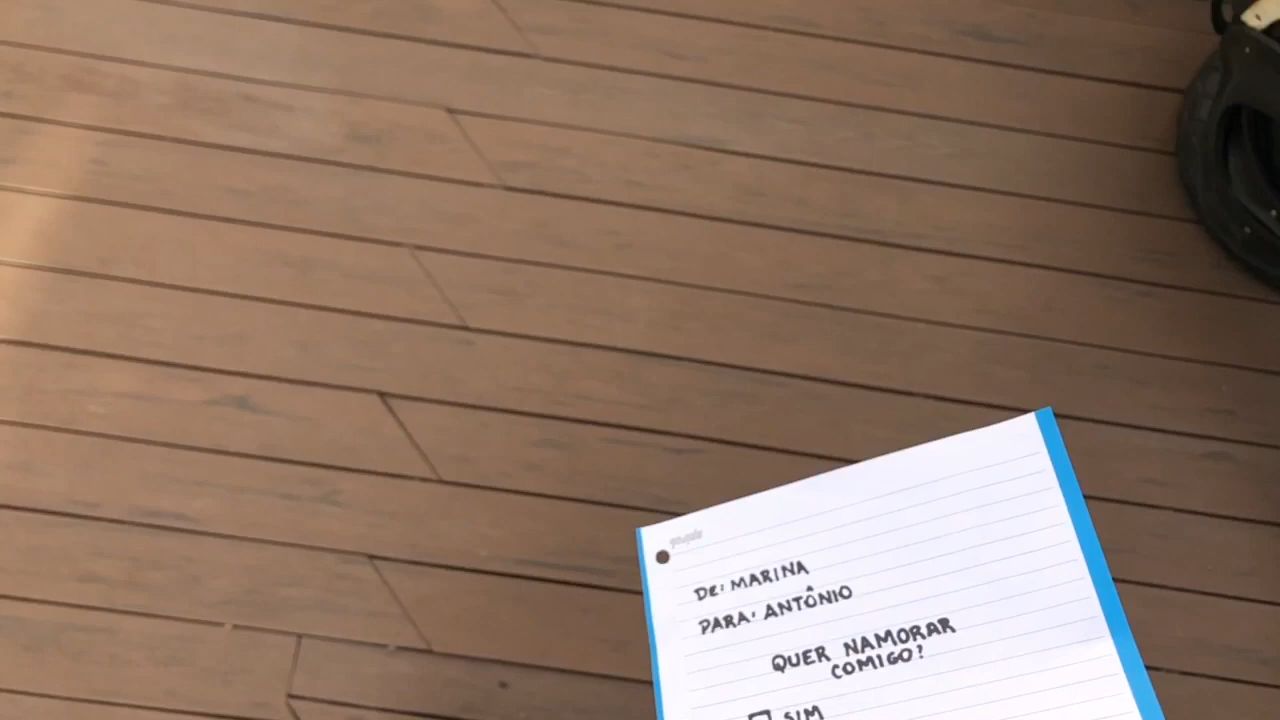 DE: MARINA
PARA: ANTÔNIO
QUER NAMORAR
COMIGO?
SIM